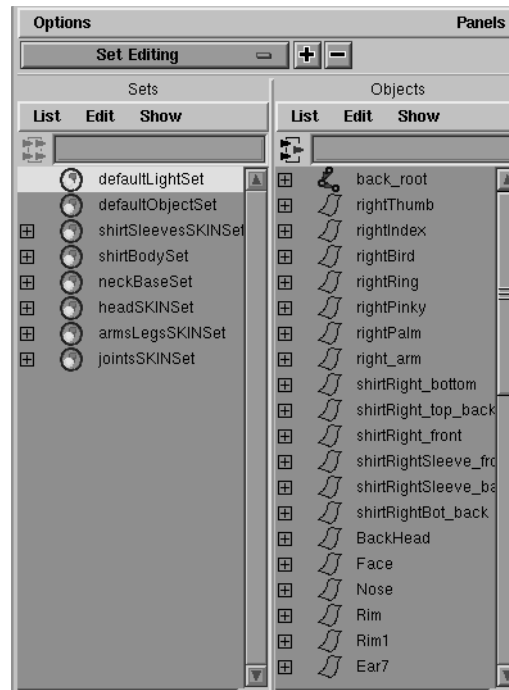 Options Panels
Set Editing
Sets
List Edit Show
defaultLightSet
defaultObjectSet
shirtSleevesSKINSet
shirtBodySet
neckBaseSet
headSKINSet
armsLegsSKINSet
jointsSKINSet
Objects
List Edit Show
back_root
rightThumb
rightIndex
rightBird
rightRing
rightPinky
rightPalm
right_arm
shirtRight_bottom
shirtRight_top_back
shirtRight_front
shirtRightSleeve_fro
shirtRightSleeve_ba
shirtRightBot_back
BackHead
Face
Nose
Rim
Rim1
Ear7